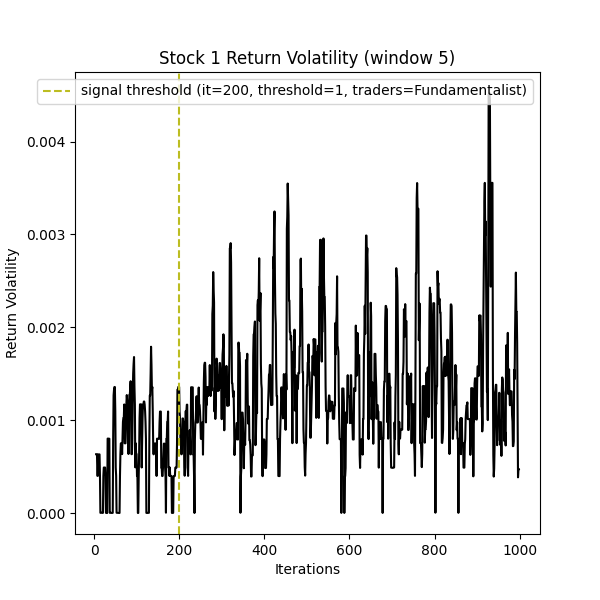 Stock 1 Return Volatility (window 5)
signal threshold (it=200, threshold=1, traders=Fundamentalist)
0.004
0.003
0.002
0.001
0.000
Return Volatility
0 200 400 600 800 1000
Iterations